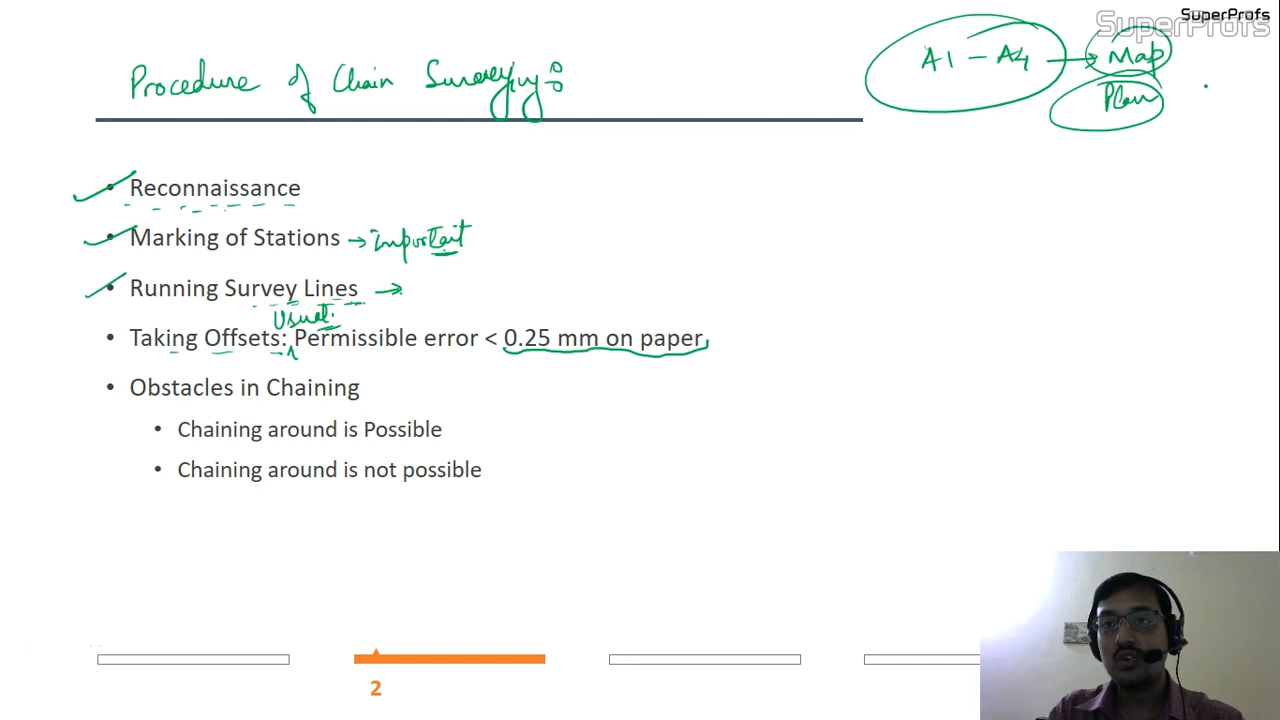 SuperProfs
SuperProfs
A1 - A4 → Map
Plan
Procedure of Chain Surveying:
• Reconnaissance
• Marking of Stations → Important
• Running Survey Lines →
Usual:
• Taking Offsets: Permissible error < 0.25 mm on paper
• Obstacles in Chaining
• Chaining around is Possible
• Chaining around is not possible
2